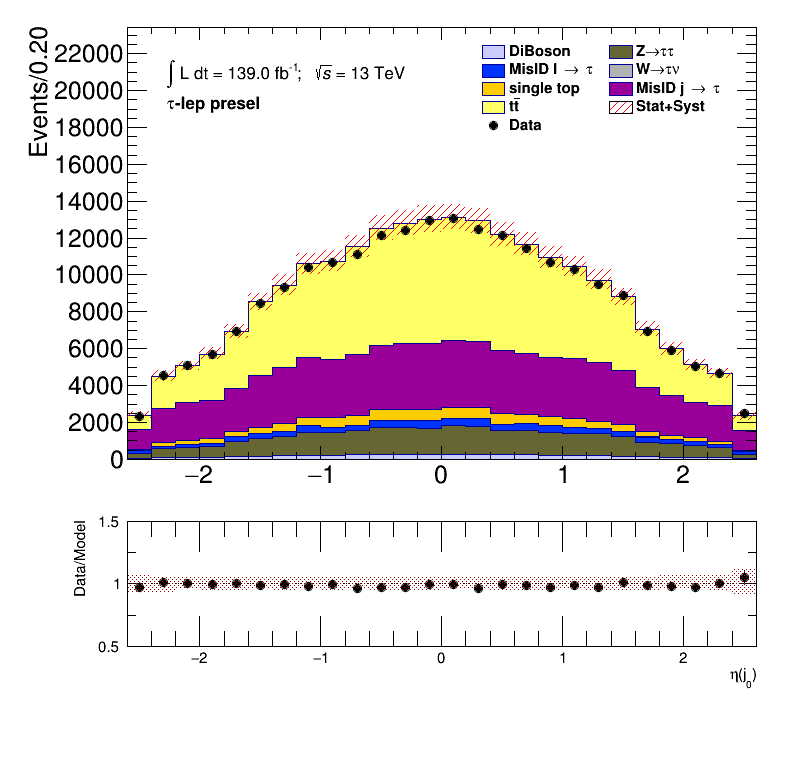 Events/0.20
22000
20000
18000
16000
14000
12000
10000
8000
6000
4000
2000
0
∫ L dt = 139.0 fb⁻¹; √s = 13 TeV
τ-lep presel
DiBoson
Z→ττ
MisID l → τ
W→τν
single top
MisID j → τ
tt̄
Stat+Syst
Data
−2 −1 0 1 2
Data/Model
1.5
1
0.5
−2 −1 0 1 2
η(j₀)